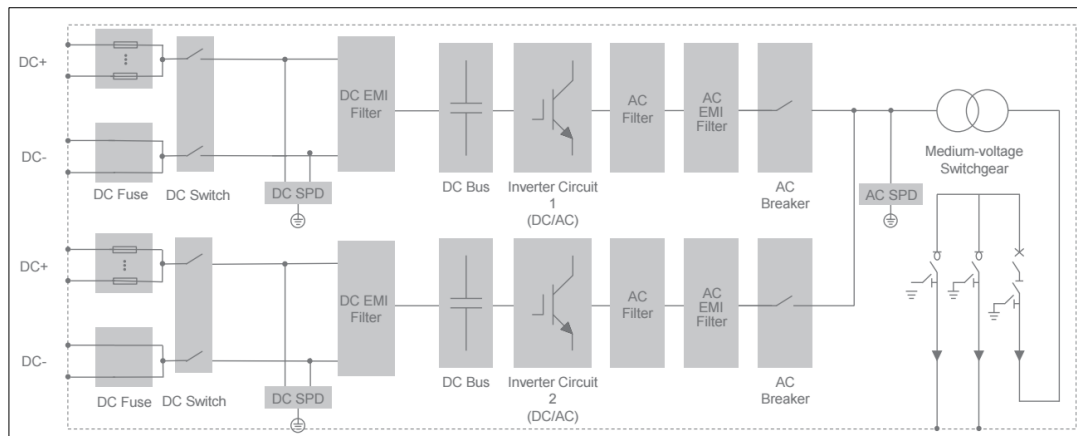 DC+
DC-
DC Fuse
DC Switch
DC SPD
DC EMI
Filter
DC Bus
Inverter Circuit
1
(DC/AC)
AC
Filter
AC
EMI
Filter
AC
Breaker
AC SPD
Medium-voltage
Switchgear
DC+
DC-
DC Fuse
DC Switch
DC SPD
DC EMI
Filter
DC Bus
Inverter Circuit
2
(DC/AC)
AC
Filter
AC
EMI
Filter
AC
Breaker